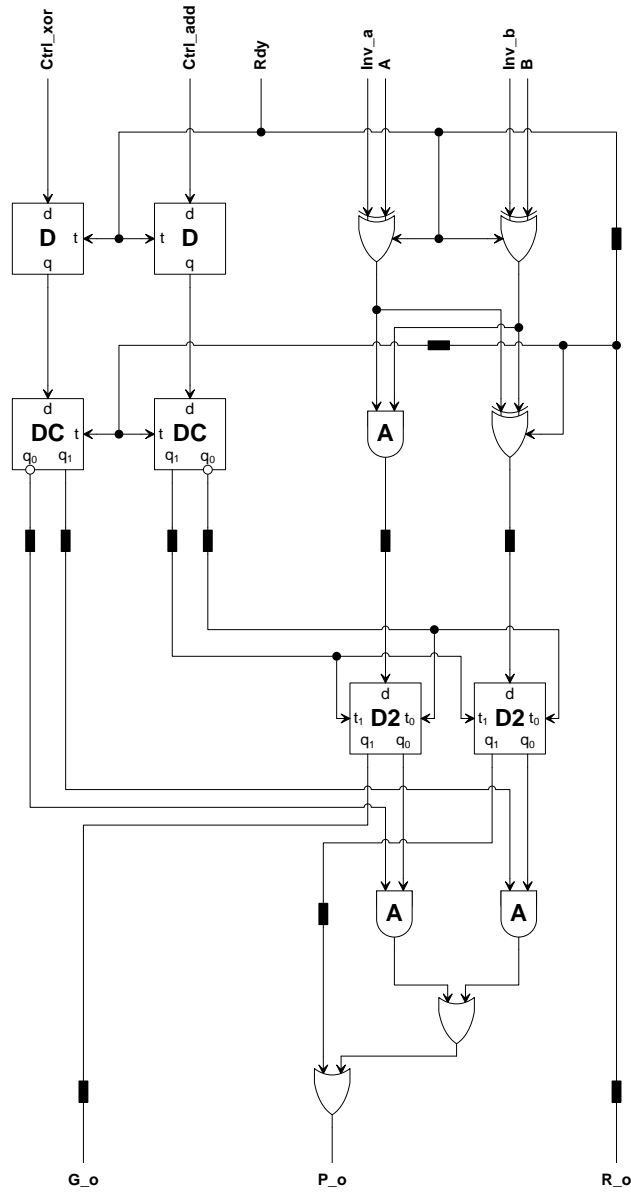 Ctrl_xor
Ctrl_add
Rdy
Inv_a
A
Inv_b
B
d d
D t t D
q q
d d
DC t t DC A
q₀ q₁ q₁ q₀
d d
t₁ D2 t₀ t₁ D2 t₀
q₁ q₀ q₁ q₀
A A
G_o P_o R_o